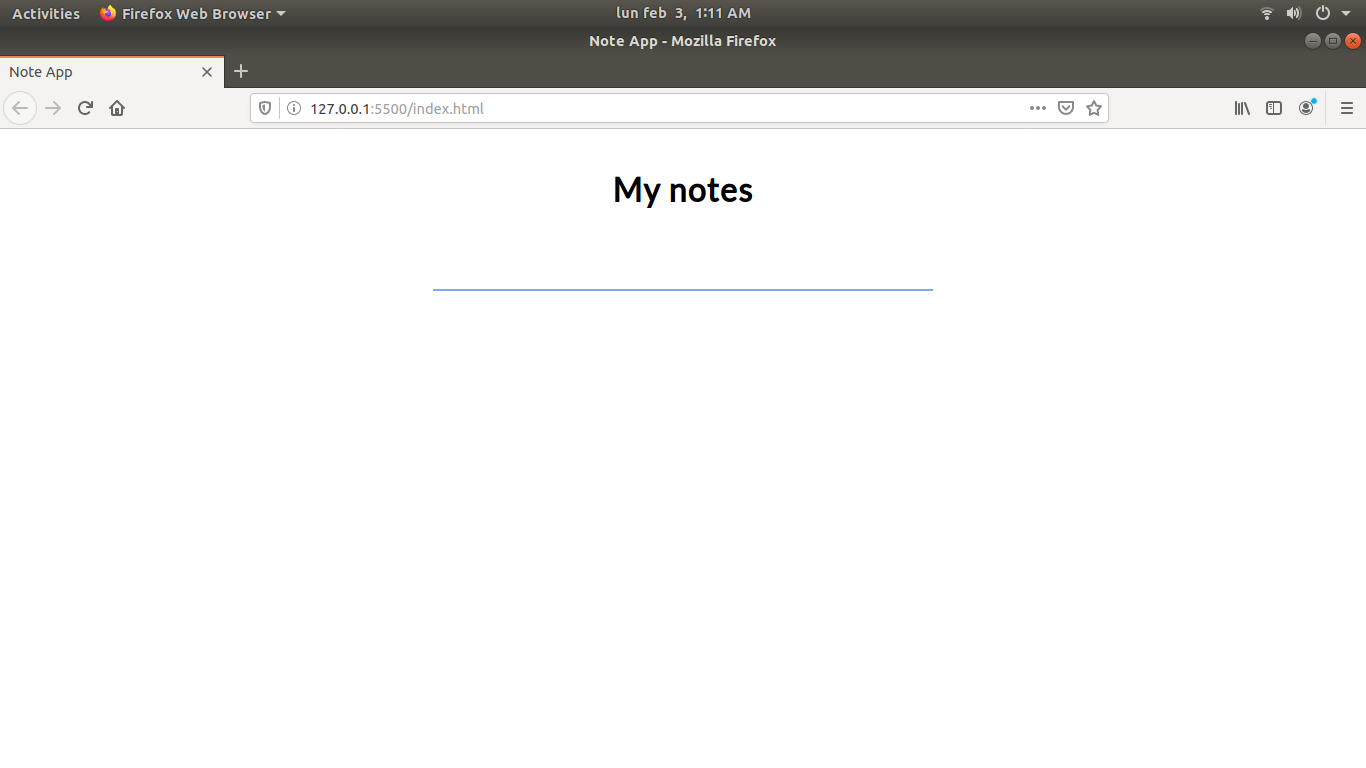 Activities Firefox Web Browser lun feb 3, 1:11 AM
Note App - Mozilla Firefox
Note App
127.0.0.1:5500/index.html
My notes